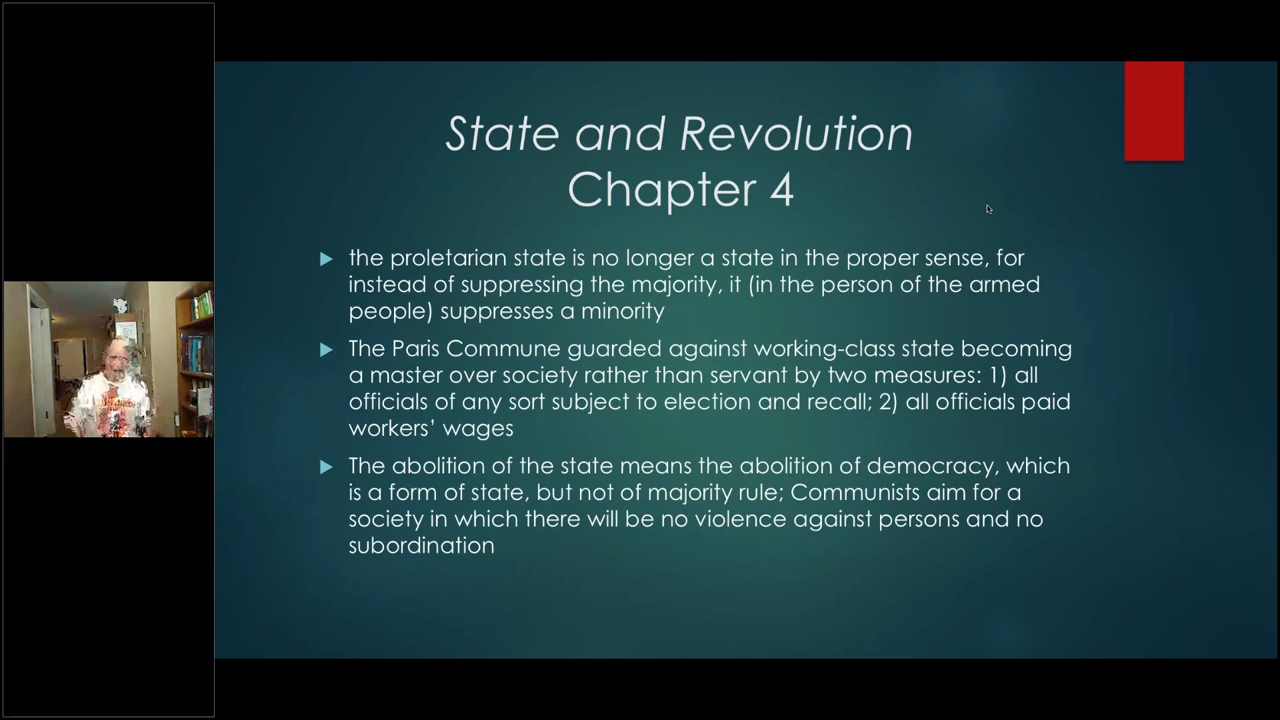 State and Revolution
Chapter 4
the proletarian state is no longer a state in the proper sense, for
instead of suppressing the majority, it (in the person of the armed
people) suppresses a minority
The Paris Commune guarded against working-class state becoming
a master over society rather than servant by two measures: 1) all
officials of any sort subject to election and recall; 2) all officials paid
workers' wages
The abolition of the state means the abolition of democracy, which
is a form of state, but not of majority rule; Communists aim for a
society in which there will be no violence against persons and no
subordination